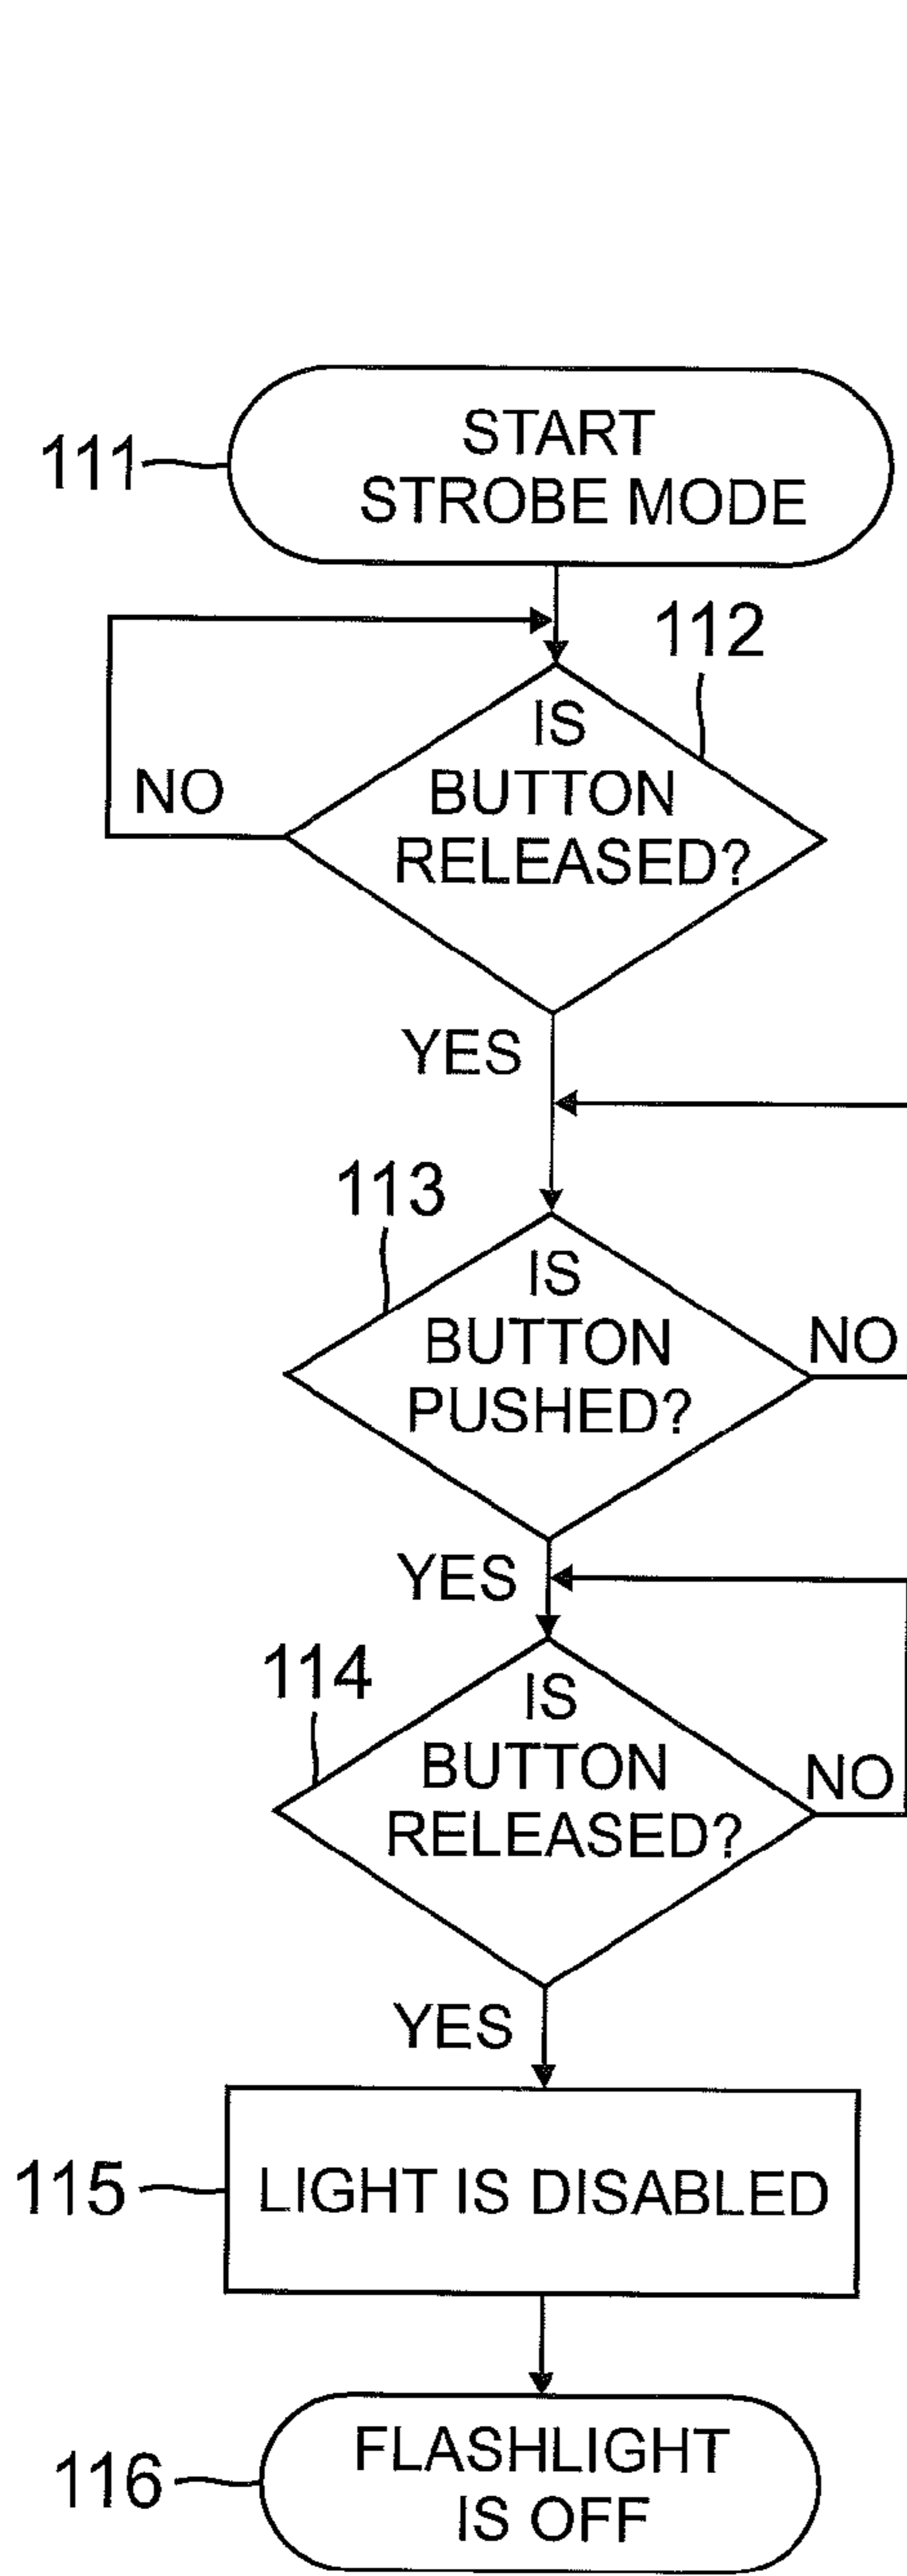 START
STROBE MODE
111
112
IS
BUTTON
RELEASED?
NO
YES
113
IS
BUTTON
PUSHED?
NO
YES
114
IS
BUTTON
RELEASED?
NO
YES
115
LIGHT IS DISABLED
116
FLASHLIGHT
IS OFF